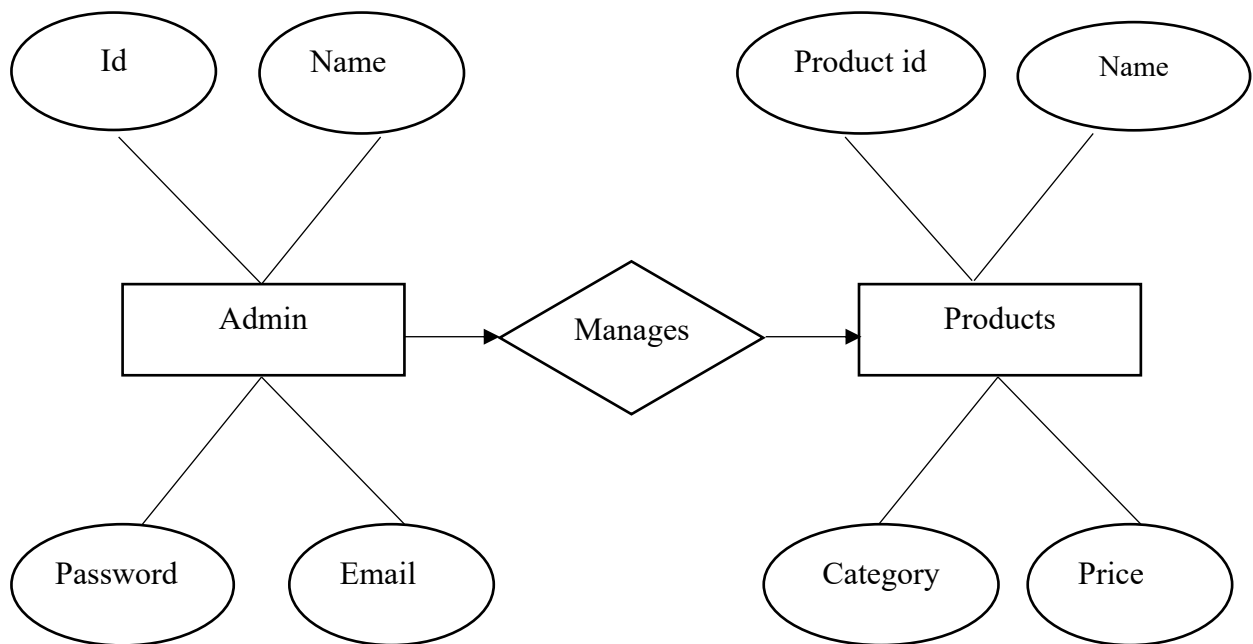 Id
Name
Product id
Name
Admin
Manages
Products
Password
Email
Category
Price